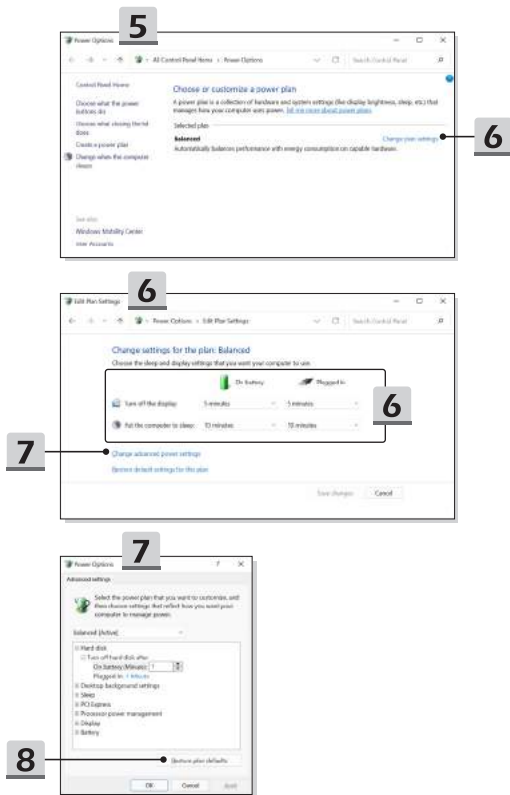 5
Power Options
All Control Panel Items › Power Options
Search Control Panel
Control Panel Home
Choose what the power
buttons do
Choose what closing the lid
does
Create a power plan
Change when the computer
sleeps
See also
Windows Mobility Center
User Accounts
Choose or customize a power plan
A power plan is a collection of hardware and system settings (like display brightness, sleep, etc.) that
manages how your computer uses power. Tell me more about power plans
Selected plan
Balanced
Change plan settings
Automatically balances performance with energy consumption on capable hardware.
6
6
Edit Plan Settings
Power Options › Edit Plan Settings
Search Control Panel
Change settings for the plan: Balanced
Choose the sleep and display settings that you want your computer to use.
On battery
Plugged in
Turn off the display: 5 minutes 5 minutes
Put the computer to sleep: 10 minutes 10 minutes
6
7
Change advanced power settings
Restore default settings for this plan
Save changes
Cancel
7
Power Options
?
Advanced settings
Select the power plan that you want to customize, and
then choose settings that reflect how you want your
computer to manage power.
Balanced [Active]
Hard disk
Turn off hard disk after
On battery (Minutes): 1
Plugged in: 1 Minute
Desktop background settings
Sleep
PCI Express
Processor power management
Display
Battery
8
Restore plan defaults
OK
Cancel
Apply